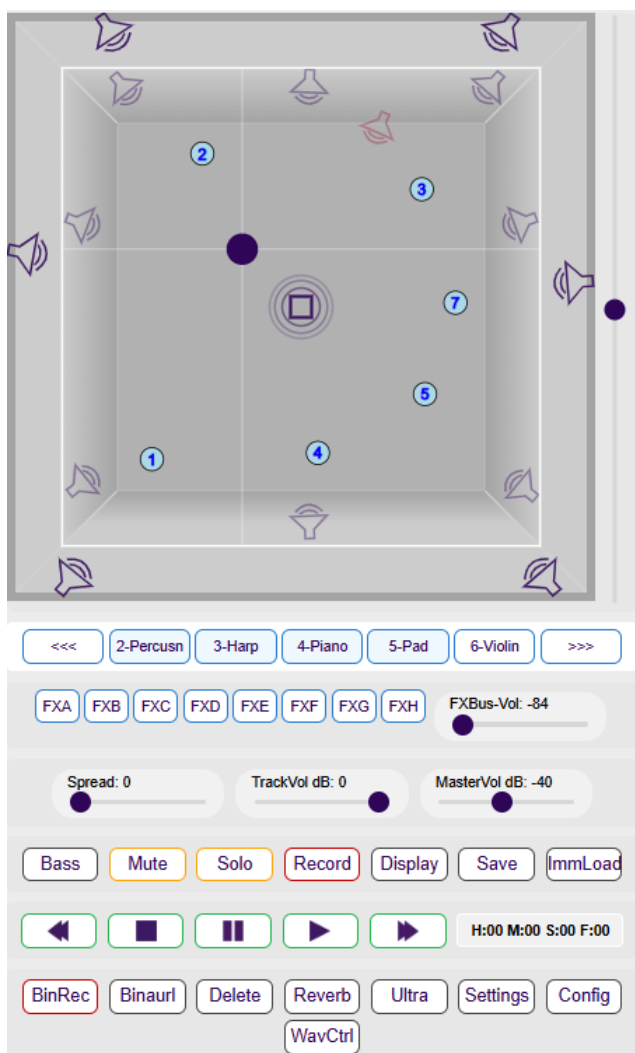 2
3
7
5
4
1
<<< 2-Percusn 3-Harp 4-Piano 5-Pad 6-Violin >>>
FXA FXB FXC FXD FXE FXF FXG FXH FXBus-Vol: -84
Spread: 0 TrackVol dB: 0 MasterVol dB: -40
Bass Mute Solo Record Display Save ImmLoad
H:00 M:00 S:00 F:00
BinRec Binaurl Delete Reverb Ultra Settings Config
WavCtrl